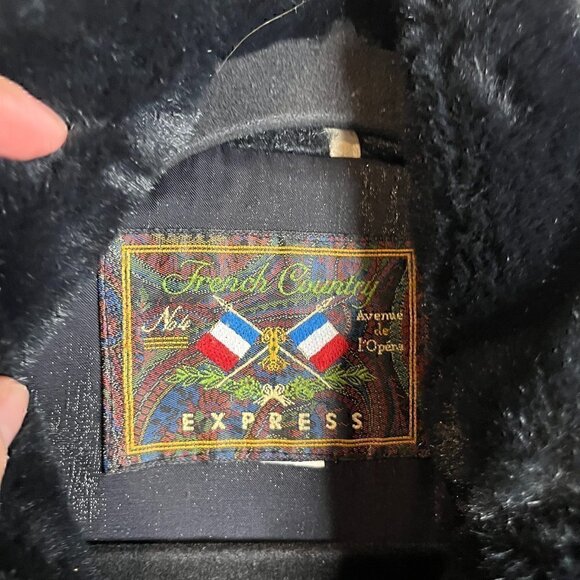 French Country
No4
Avenue
de
l'Opéra
EXPRESS